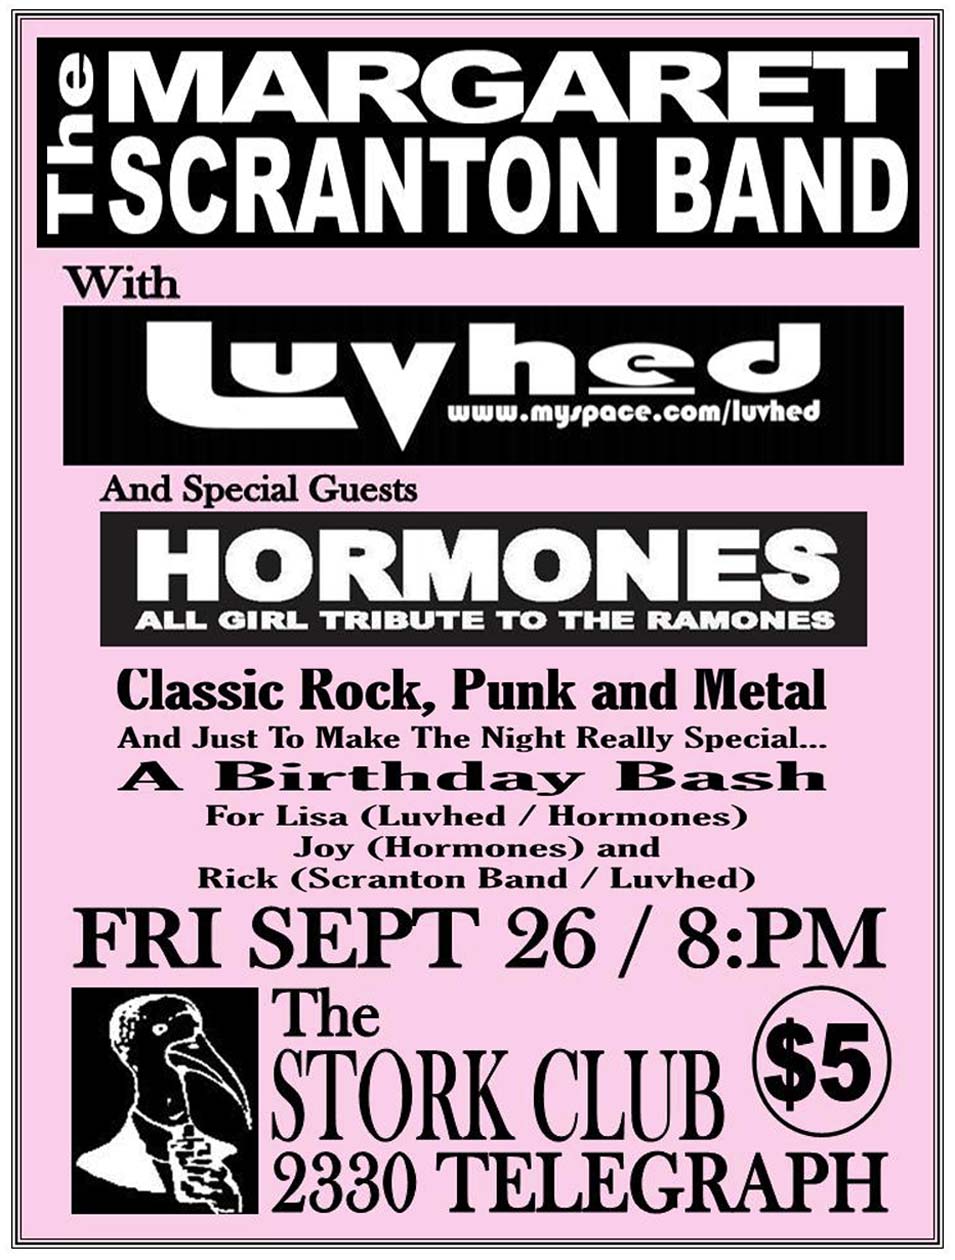 The MARGARET
SCRANTON BAND
With
Luvhed
www.myspace.com/luvhed
And Special Guests
HORMONES
ALL GIRL TRIBUTE TO THE RAMONES
Classic Rock, Punk and Metal
And Just To Make The Night Really Special...
A Birthday Bash
For Lisa (Luvhed / Hormones)
Joy (Hormones) and
Rick (Scranton Band / Luvhed)
FRI SEPT 26 / 8:PM
The
STORK CLUB
$5
2330 TELEGRAPH